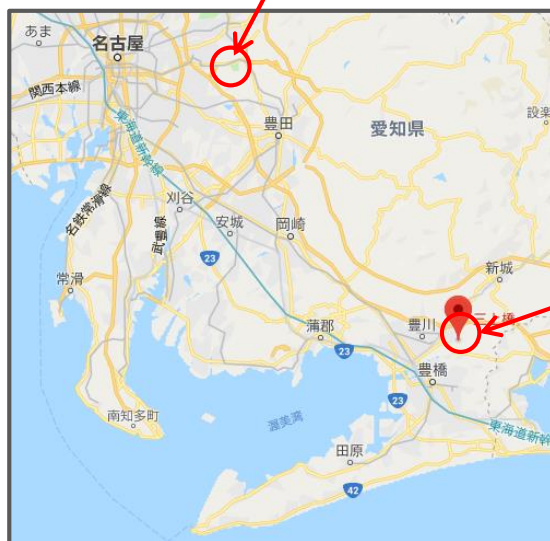 あま
名古屋
関西本線
東海道新幹線
豊田
愛知県
設楽
刈谷
名鉄常滑線
武豊線
安城
岡崎
23
常滑
新城
三ヶ橋
蒲郡
豊川
23
豊橋
23
南知多町
渥美湾
東海道新幹
田原
42